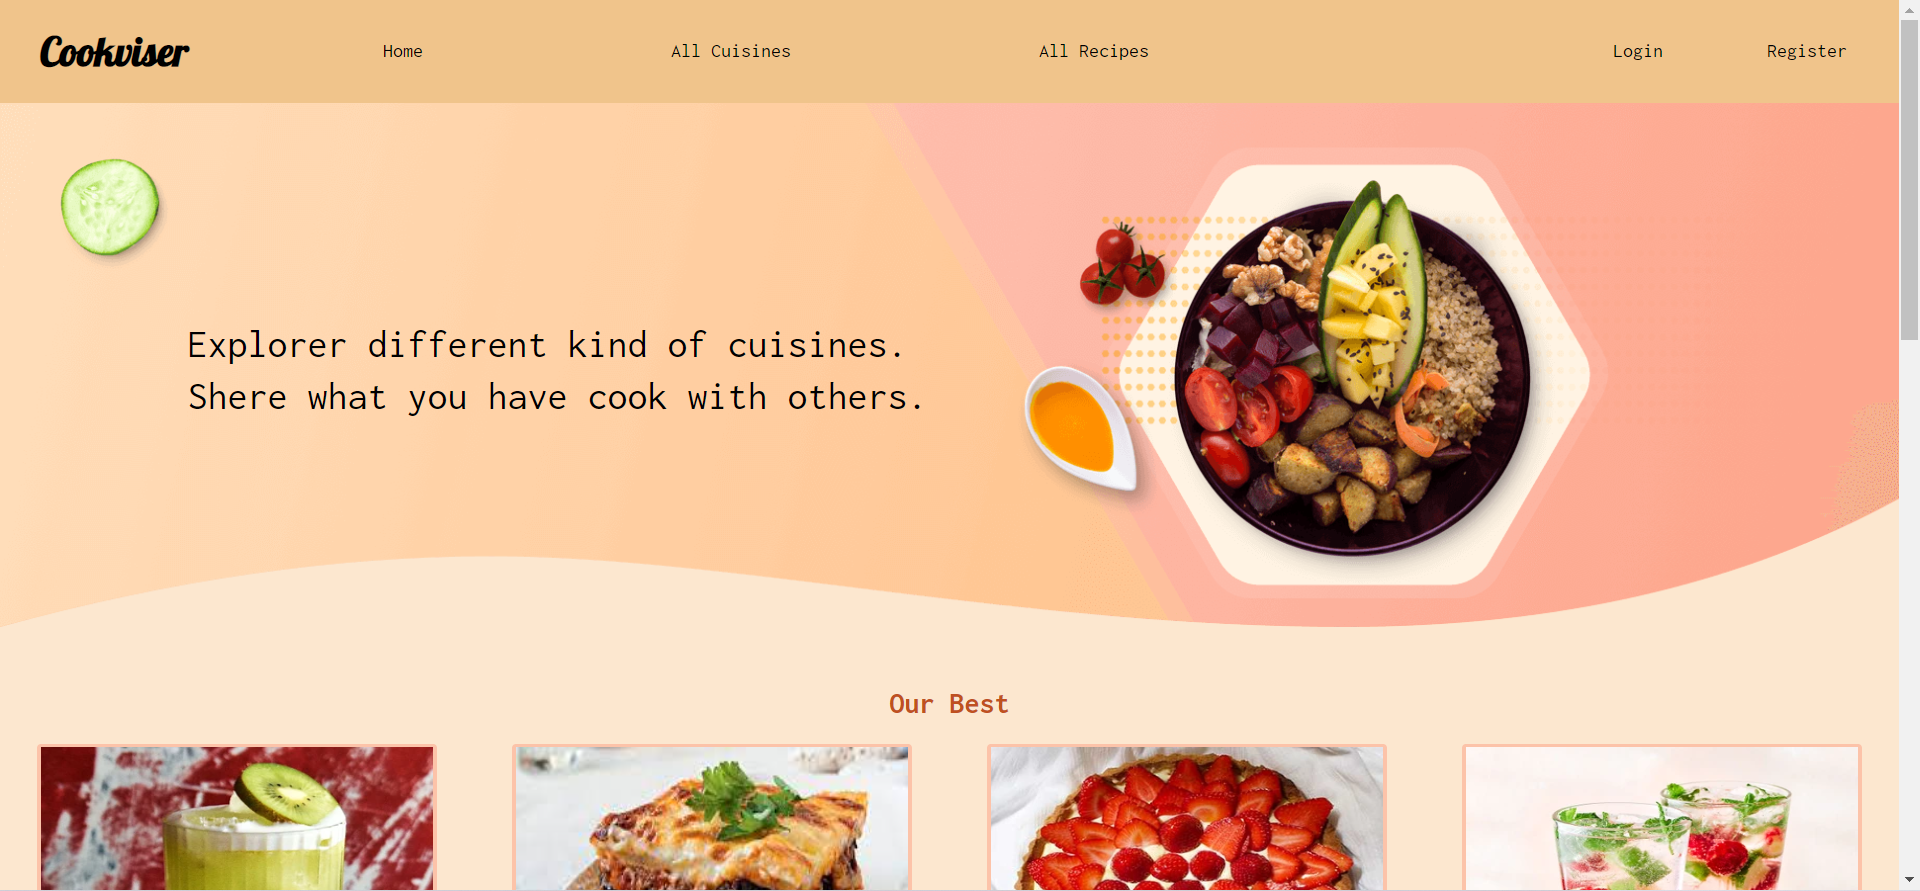 Cookviser
Home
All Cuisines
All Recipes
Login
Register
Explorer different kind of cuisines.
Shere what you have cook with others.
Our Best